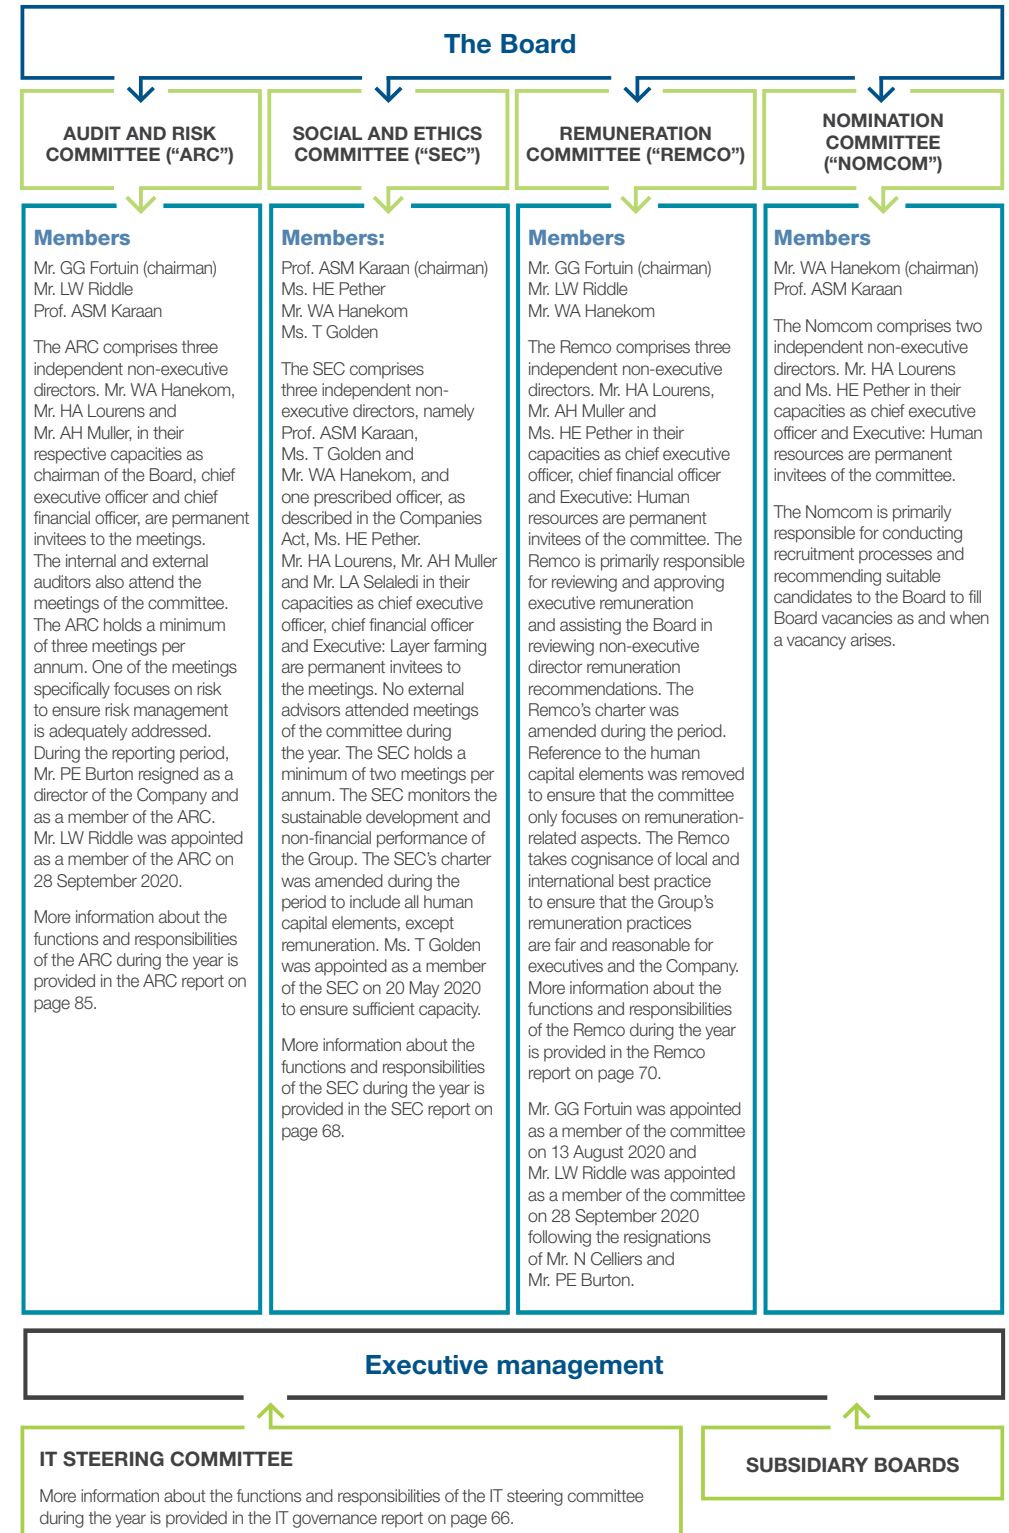 The Board
AUDIT AND RISK
COMMITTEE (“ARC”)
SOCIAL AND ETHICS
COMMITTEE (“SEC”)
REMUNERATION
COMMITTEE (“REMCO”)
NOMINATION
COMMITTEE
(“NOMCOM”)
Members
Mr. GG Fortuin (chairman)
Mr. LW Riddle
Prof. ASM Karaan
The ARC comprises three
independent non-executive
directors. Mr. WA Hanekom,
Mr. HA Lourens and
Mr. AH Muller, in their
respective capacities as
chairman of the Board, chief
executive officer and chief
financial officer, are permanent
invitees to the meetings.
The internal and external
auditors also attend the
meetings of the committee.
The ARC holds a minimum
of three meetings per
annum. One of the meetings
specifically focuses on risk
to ensure risk management
is adequately addressed.
During the reporting period,
Mr. PE Burton resigned as a
director of the Company and
as a member of the ARC.
Mr. LW Riddle was appointed
as a member of the ARC on
28 September 2020.
More information about the
functions and responsibilities
of the ARC during the year is
provided in the ARC report on
page 85.
Members:
Prof. ASM Karaan (chairman)
Ms. HE Pether
Mr. WA Hanekom
Ms. T Golden
The SEC comprises
three independent non-
executive directors, namely
Prof. ASM Karaan,
Ms. T Golden and
Mr. WA Hanekom, and
one prescribed officer, as
described in the Companies
Act, Ms. HE Pether.
Mr. HA Lourens, Mr. AH Muller
and Mr. LA Selaledi in their
capacities as chief executive
officer, chief financial officer
and Executive: Layer farming
are permanent invitees to
the meetings. No external
advisors attended meetings
of the committee during
the year. The SEC holds a
minimum of two meetings per
annum. The SEC monitors the
sustainable development and
non-financial performance of
the Group. The SEC’s charter
was amended during the
period to include all human
capital elements, except
remuneration. Ms. T Golden
was appointed as a member
of the SEC on 20 May 2020
to ensure sufficient capacity.
More information about the
functions and responsibilities
of the SEC during the year is
provided in the SEC report on
page 68.
Members
Mr. GG Fortuin (chairman)
Mr. LW Riddle
Mr. WA Hanekom
The Remco comprises three
independent non-executive
directors. Mr. HA Lourens,
Mr. AH Muller and
Ms. HE Pether in their
capacities as chief executive
officer, chief financial officer
and Executive: Human
resources are permanent
invitees of the committee. The
Remco is primarily responsible
for reviewing and approving
executive remuneration
and assisting the Board in
reviewing non-executive
director remuneration
recommendations. The
Remco’s charter was
amended during the period.
Reference to the human
capital elements was removed
to ensure that the committee
only focuses on remuneration-
related aspects. The Remco
takes cognisance of local and
international best practice
to ensure that the Group’s
remuneration practices
are fair and reasonable for
executives and the Company.
More information about the
functions and responsibilities
of the Remco during the year
is provided in the Remco
report on page 70.
Mr. GG Fortuin was appointed
as a member of the committee
on 13 August 2020 and
Mr. LW Riddle was appointed
as a member of the committee
on 28 September 2020
following the resignations
of Mr. N Celliers and
Mr. PE Burton.
Members
Mr. WA Hanekom (chairman)
Prof. ASM Karaan
The Nomcom comprises two
independent non-executive
directors. Mr. HA Lourens
and Ms. HE Pether in their
capacities as chief executive
officer and Executive: Human
resources are permanent
invitees of the committee.
The Nomcom is primarily
responsible for conducting
recruitment processes and
recommending suitable
candidates to the Board to fill
Board vacancies as and when
a vacancy arises.
Executive management
IT STEERING COMMITTEE
More information about the functions and responsibilities of the IT steering committee
during the year is provided in the IT governance report on page 66.
SUBSIDIARY BOARDS